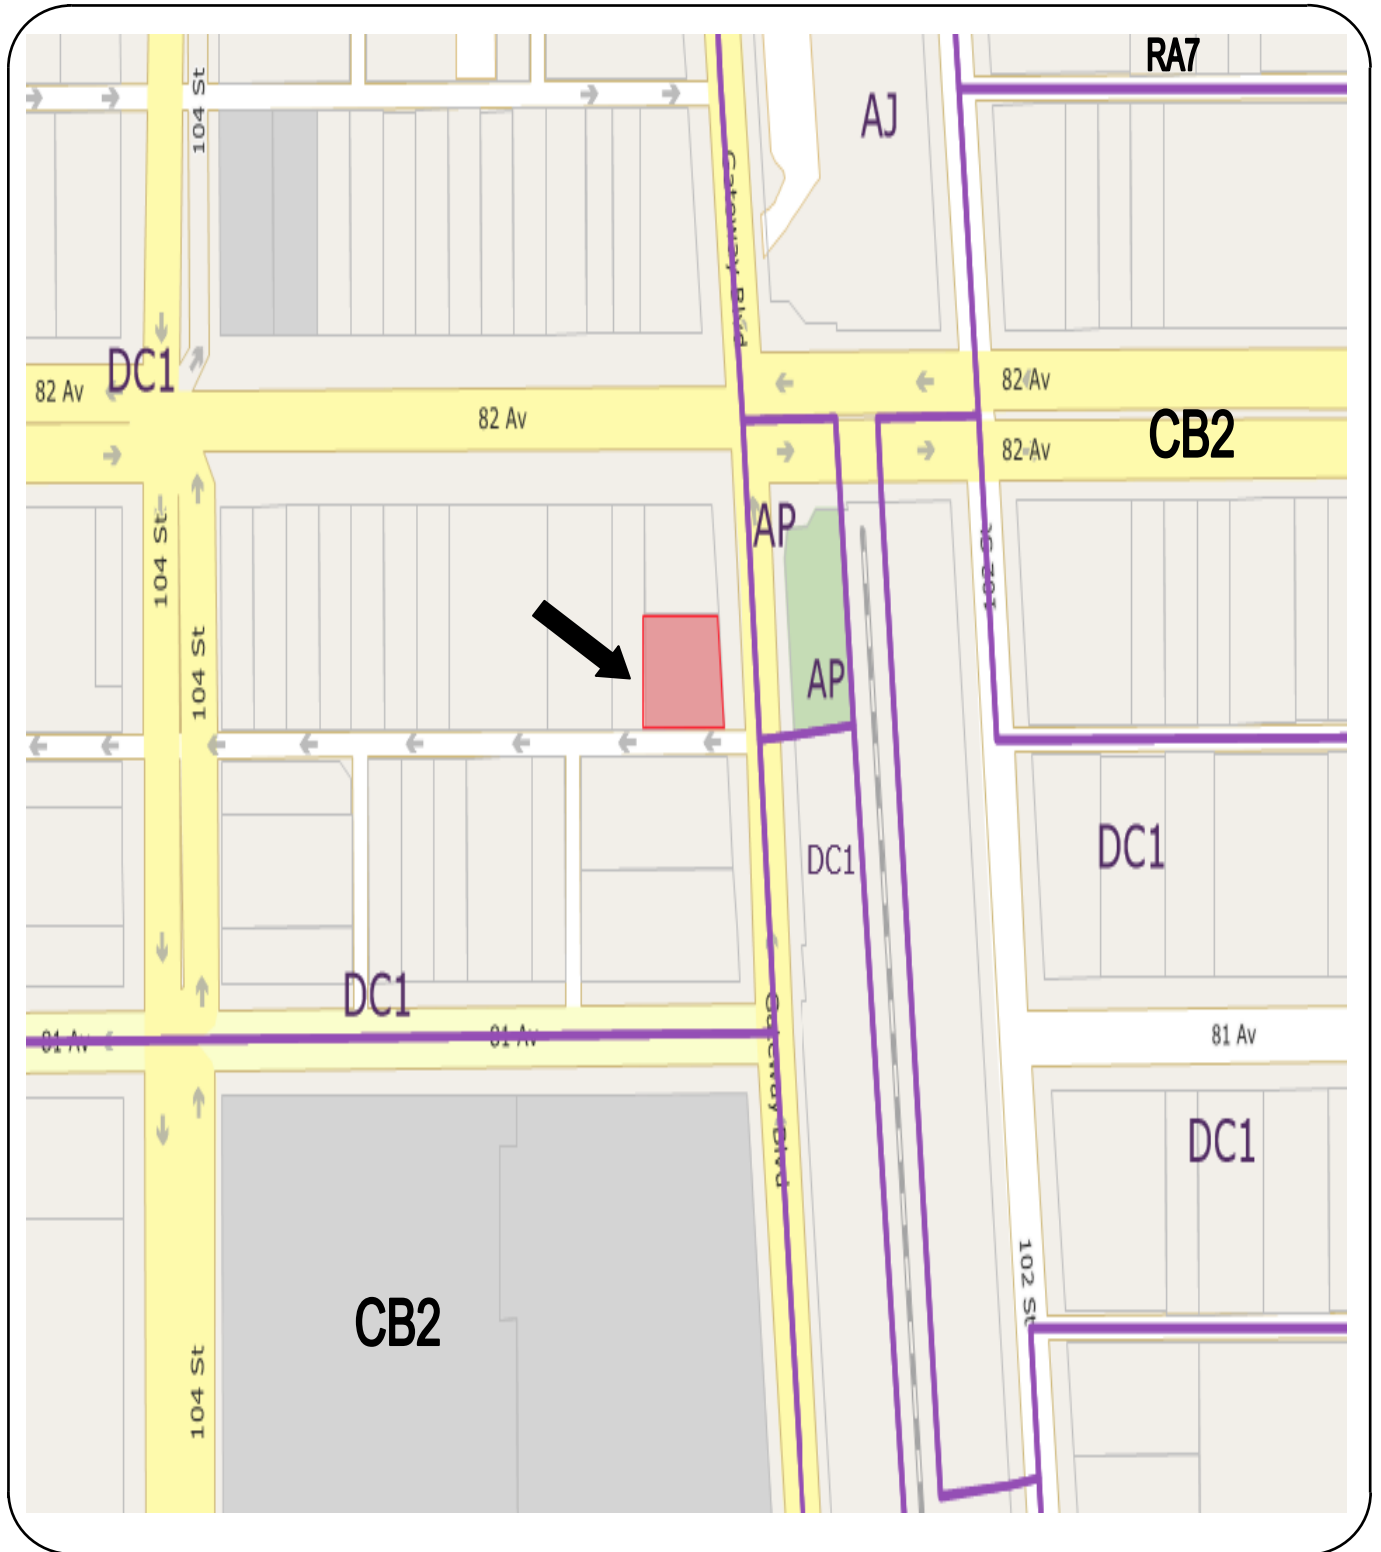 RA7
104 St
AJ
Gateway Blvd
DC1
82 Av
82 Av
82 Av
82 Av
CB2
AP
104 St
102 St
104 St
AP
DC1
DC1
DC1
81 Av
81 Av
81 Av
Gateway Blvd
DC1
102 St
CB2
104 St